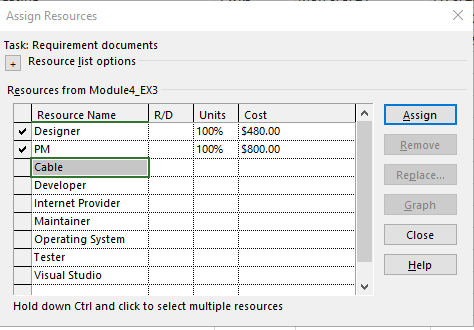 Assign Resources
Task: Requirement documents
+ Resource list options
Resources from Module4_EX3
Resource Name R/D Units Cost
Designer 100% $480.00
PM 100% $800.00
Cable
Developer
Internet Provider
Maintainer
Operating System
Tester
Visual Studio
Assign
Remove
Replace...
Graph
Close
Help
Hold down Ctrl and click to select multiple resources